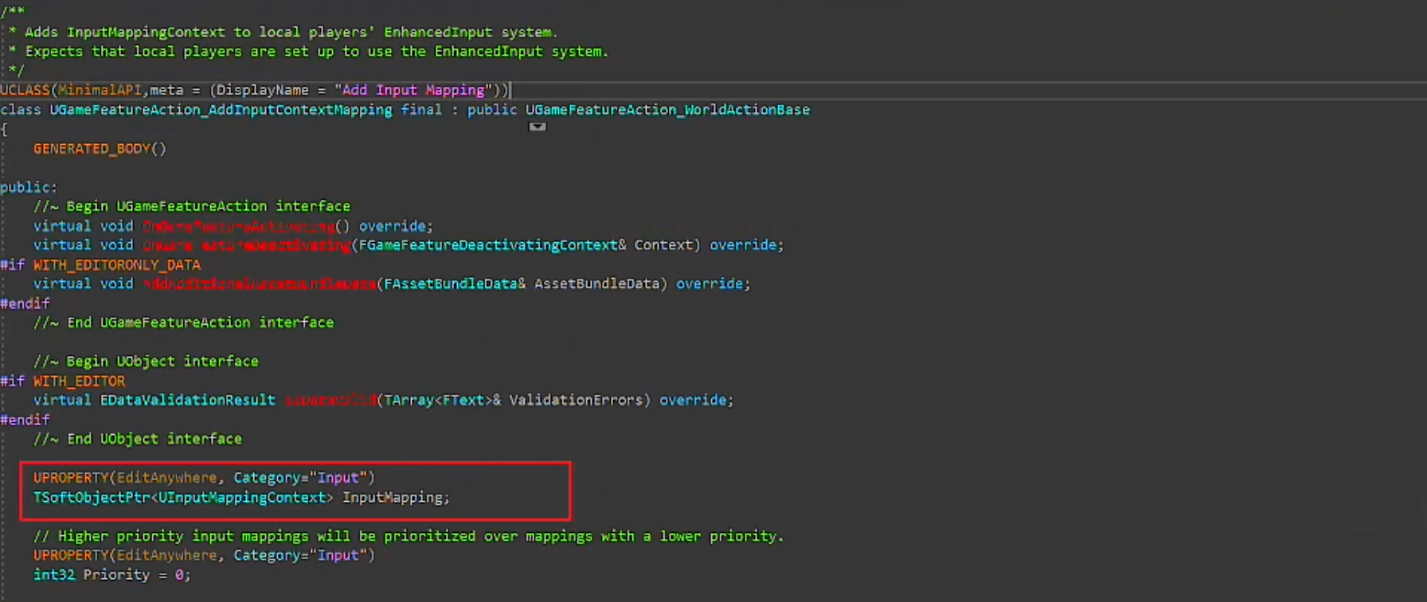 /**
* Adds InputMappingContext to local players' EnhancedInput system.
* Expects that local players are set up to use the EnhancedInput system.
*/
UCLASS(MinimalAPI,meta = (DisplayName = "Add Input Mapping"))
class UGameFeatureAction_AddInputContextMapping final : public UGameFeatureAction_WorldActionBase
{
GENERATED_BODY()
public:
//~ Begin UGameFeatureAction interface
virtual void OnGameFeatureActivating() override;
virtual void OnGameFeatureDeactivating(FGameFeatureDeactivatingContext& Context) override;
#if WITH_EDITORONLY_DATA
virtual void AddAdditionalAssetBundleData(FAssetBundleData& AssetBundleData) override;
#endif
//~ End UGameFeatureAction interface
//~ Begin UObject interface
#if WITH_EDITOR
virtual EDataValidationResult IsDataValid(TArray<FText>& ValidationErrors) override;
#endif
//~ End UObject interface
UPROPERTY(EditAnywhere, Category="Input")
TSoftObjectPtr<UInputMappingContext> InputMapping;
// Higher priority input mappings will be prioritized over mappings with a lower priority.
UPROPERTY(EditAnywhere, Category="Input")
int32 Priority = 0;